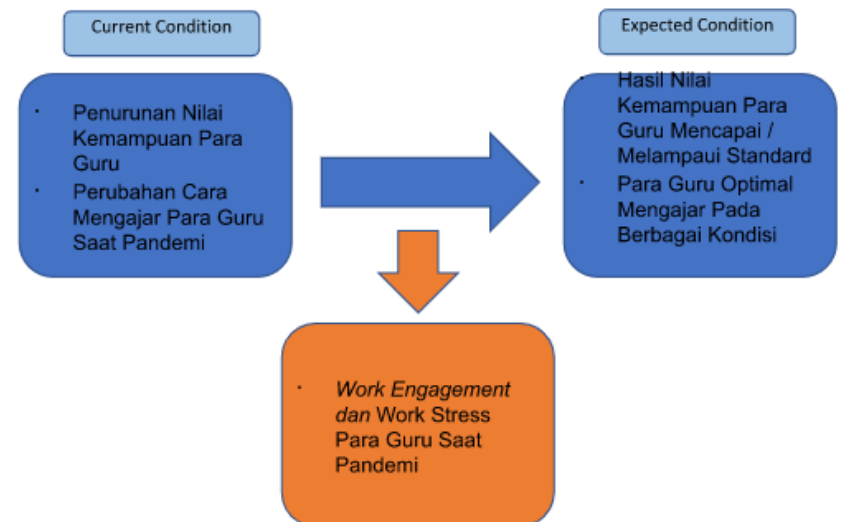 Current Condition
Expected Condition
· Penurunan Nilai
Kemampuan Para
Guru
· Perubahan Cara
Mengajar Para Guru
Saat Pandemi
· Hasil Nilai
Kemampuan Para
Guru Mencapai /
Melampaui Standard
· Para Guru Optimal
Mengajar Pada
Berbagai Kondisi
· Work Engagement
dan Work Stress
Para Guru Saat
Pandemi